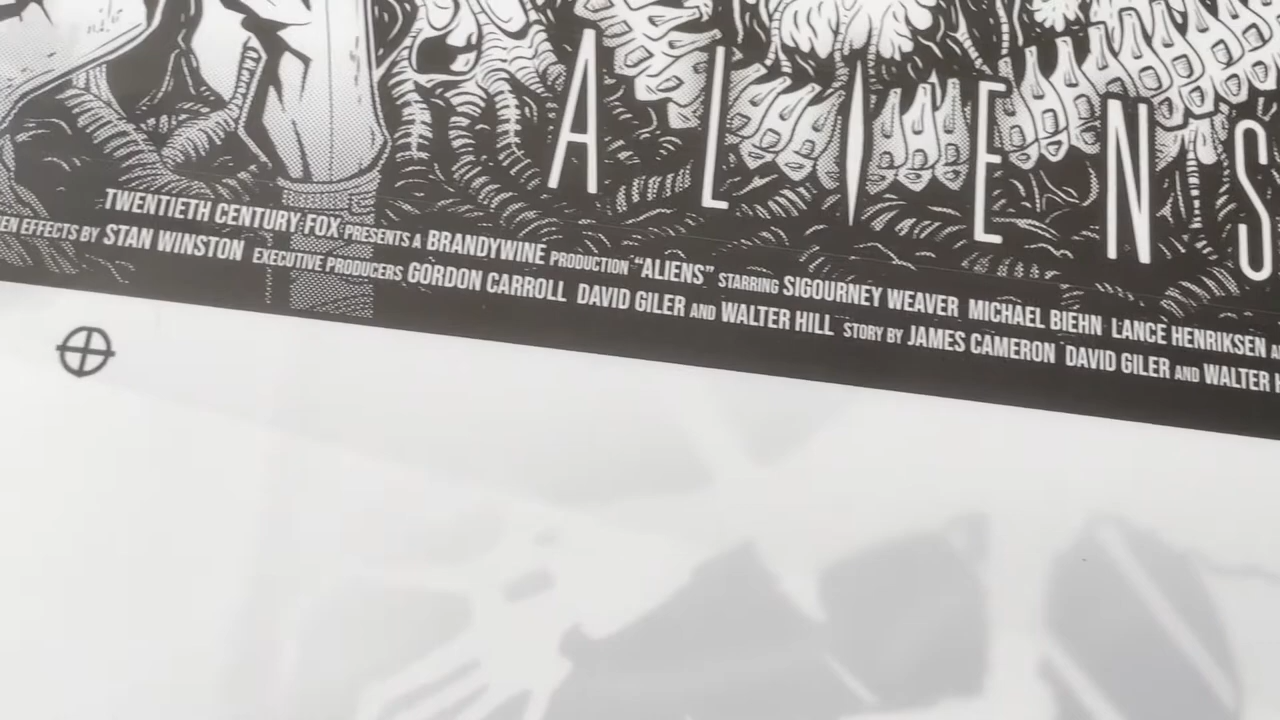 ALIENS
TWENTIETH CENTURY FOX PRESENTS A BRANDYWINE PRODUCTION “ALIENS” STARRING SIGOURNEY WEAVER MICHAEL BIEHN LANCE HENRIKSEN
EFFECTS BY STAN WINSTON EXECUTIVE PRODUCERS GORDON CARROLL DAVID GILER AND WALTER HILL STORY BY JAMES CAMERON DAVID GILER AND WALTER